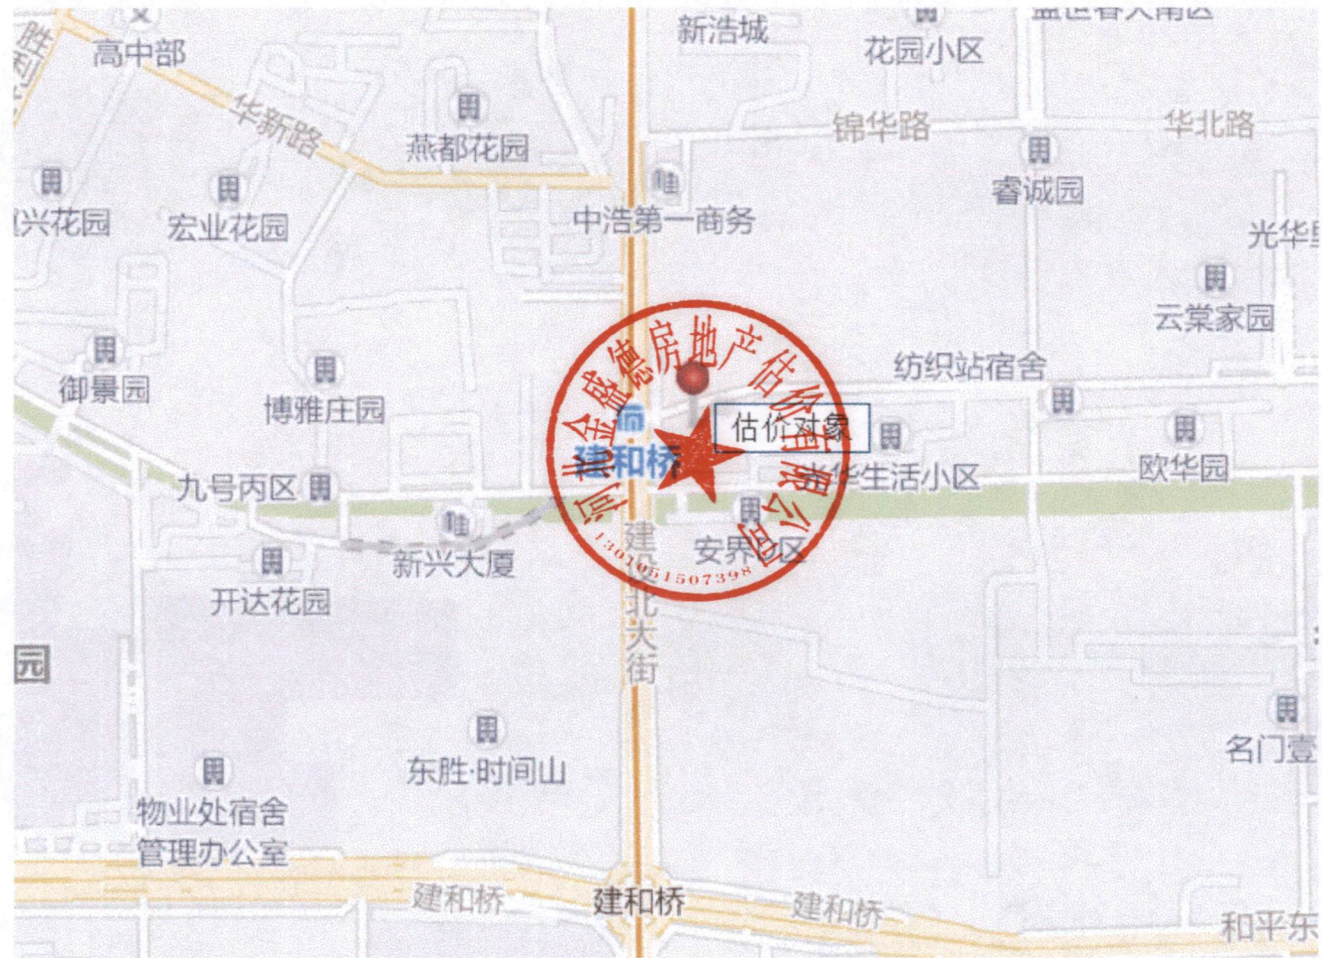 新浩城
花园小区
高中部
胜利
华新路
锦华路
华北路
燕都花园
睿诚园
兴花园
宏业花园
中浩第一商务
光华
云棠家园
御景园
博雅庄园
纺织站宿舍
河北金盛德房地产估价有限公司
估价对象
建和桥
九号丙区
光华生活小区
欧华园
新兴大厦
安界D区
开达花园
1301051507398
建设北大街
园
东胜·时间山
名门壹
物业处宿舍
管理办公室
建和桥
建和桥
建和桥
和平东